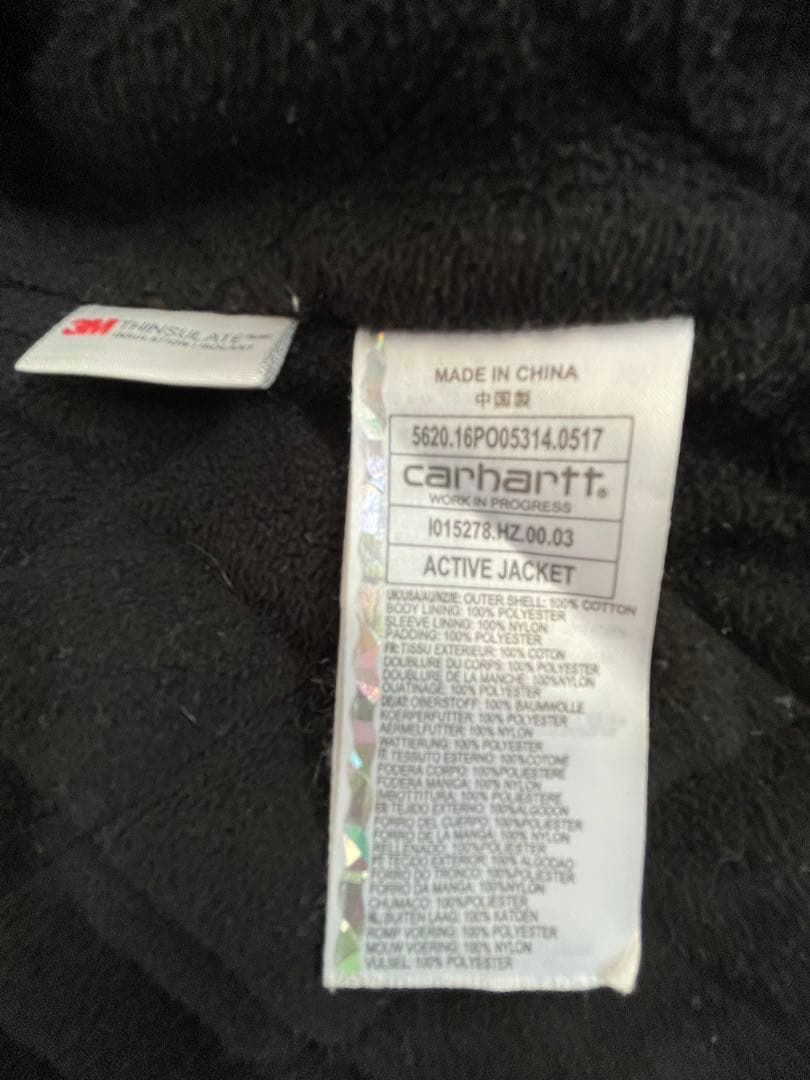 3M THINSULATE
MADE IN CHINA
中国製
5620.16PO05314.0517
carhartt®
WORK IN PROGRESS
I015278.HZ.00.03
ACTIVE JACKET
UK/USA/AU/NZ/IE: OUTER SHELL: 100% COTTON
BODY LINING: 100% POLYESTER
SLEEVE LINING: 100% NYLON
PADDING: 100% POLYESTER
FR: TISSU EXTERIEUR: 100% COTON
DOUBLURE DU CORPS: 100% POLYESTER
DOUBLURE DE LA MANCHE: 100%NYLON
OUATINAGE: 100% POLYESTER
DE/AT OBERSTOFF: 100% BAUMWOLLE
KOERPERFUTTER: 100% POLYESTER
AERMELFUTTER: 100% NYLON
WATTIERUNG: 100% POLYESTER
IT TESSUTO ESTERNO: 100%COTONE
FODERA CORPO: 100%POLIESTERE
FODERA MANICA: 100% NYLON
IMBOTTITURA: 100% POLIESTERE
ES TEJIDO EXTERNO: 100%ALGODON
FORRO DEL CUERPO: 100%POLIESTER
FORRO DE LA MANGA: 100% NYLON
RELLENADO: 100% POLIESTER
PT TECIDO EXTERIOR: 100% ALGODAO
FORRO DO TRONCO: 100%POLIESTER
FORRO DA MANGA: 100%NYLON
CHUMACO: 100%POLIESTER
NL BUITEN LAAG: 100% KATOEN
ROMP VOERING: 100% POLYESTER
MOUW VOERING: 100% NYLON
VULSEL: 100% POLYESTER